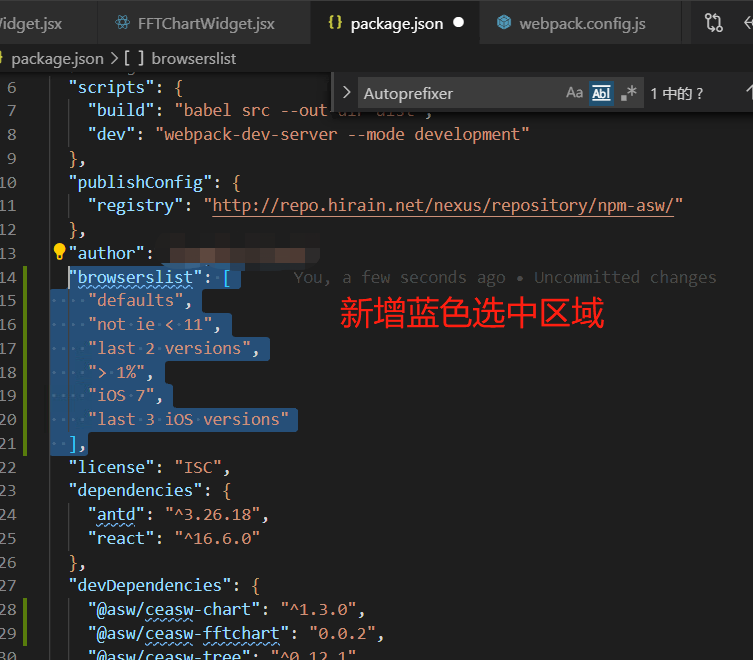 Widget.jsx FFTChartWidget.jsx package.json webpack.config.js
package.json > [ ] browserslist
Autoprefixer Aa Abl .* 1 中的 ?
6 "scripts": {
7 "build": "babel src --out-dir dist",
8 "dev": "webpack-dev-server --mode development"
9 },
10 "publishConfig": {
11 "registry": "http://repo.hirain.net/nexus/repository/npm-asw/"
12 },
13 "author":
14 "browserslist": [ You, a few seconds ago • Uncommitted changes
15 "defaults",
新增蓝色选中区域
16 "not ie < 11",
17 "last 2 versions",
18 "> 1%",
19 "iOS 7",
20 "last 3 iOS versions"
21 ],
22 "license": "ISC",
23 "dependencies": {
24 "antd": "^3.26.18",
25 "react": "^16.6.0"
26 },
27 "devDependencies": {
28 "@asw/ceasw-chart": "^1.3.0",
29 "@asw/ceasw-fftchart": "0.0.2",
30 "@asw/ceasw-tree": "^0.12.1"